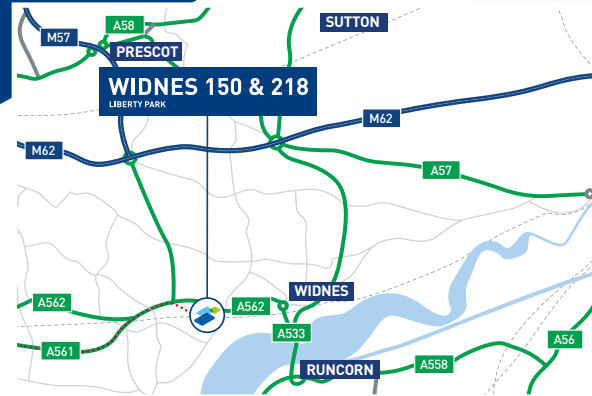 A58
SUTTON
M57
PRESCOT
WIDNES 150 & 218
LIBERTY PARK
M62
M62
A57
WIDNES
A562
A562
A533
A561
A56
A558
RUNCORN